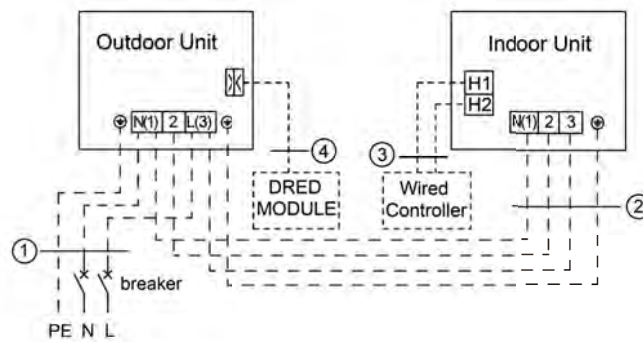 Outdoor Unit
Indoor Unit
N(1) 2 L(3)
H1
H2
N(1) 2 3
4
3
DRED
MODULE
Wired
Controller
2
1
breaker
PE N L